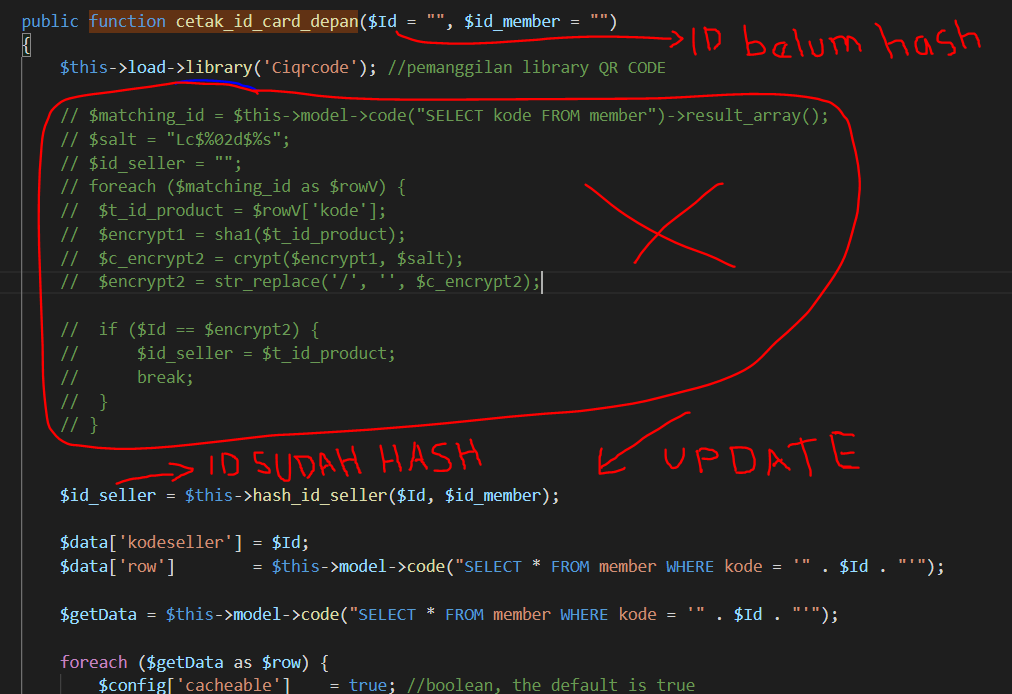 public function cetak_id_card_depan($Id = "", $id_member = "")
ID belum hash
{
$this->load->library('Ciqrcode'); //pemanggilan library QR CODE
// $matching_id = $this->model->code("SELECT kode FROM member")->result_array();
// $salt = "Lc$%02d$%s";
// $id_seller = "";
// foreach ($matching_id as $rowV) {
//  $t_id_product = $rowV['kode'];
//  $encrypt1 = sha1($t_id_product);
//  $c_encrypt2 = crypt($encrypt1, $salt);
//  $encrypt2 = str_replace('/', '', $c_encrypt2);
//  if ($Id == $encrypt2) {
//      $id_seller = $t_id_product;
//      break;
//  }
// }
ID SUDAH HASH
UPDATE
$id_seller = $this->hash_id_seller($Id, $id_member);
$data['kodeseller'] = $Id;
$data['row']        = $this->model->code("SELECT * FROM member WHERE kode = '" . $Id . "'");
$getData = $this->model->code("SELECT * FROM member WHERE kode = '" . $Id . "'");
foreach ($getData as $row) {
$config['cacheable']    = true; //boolean, the default is true